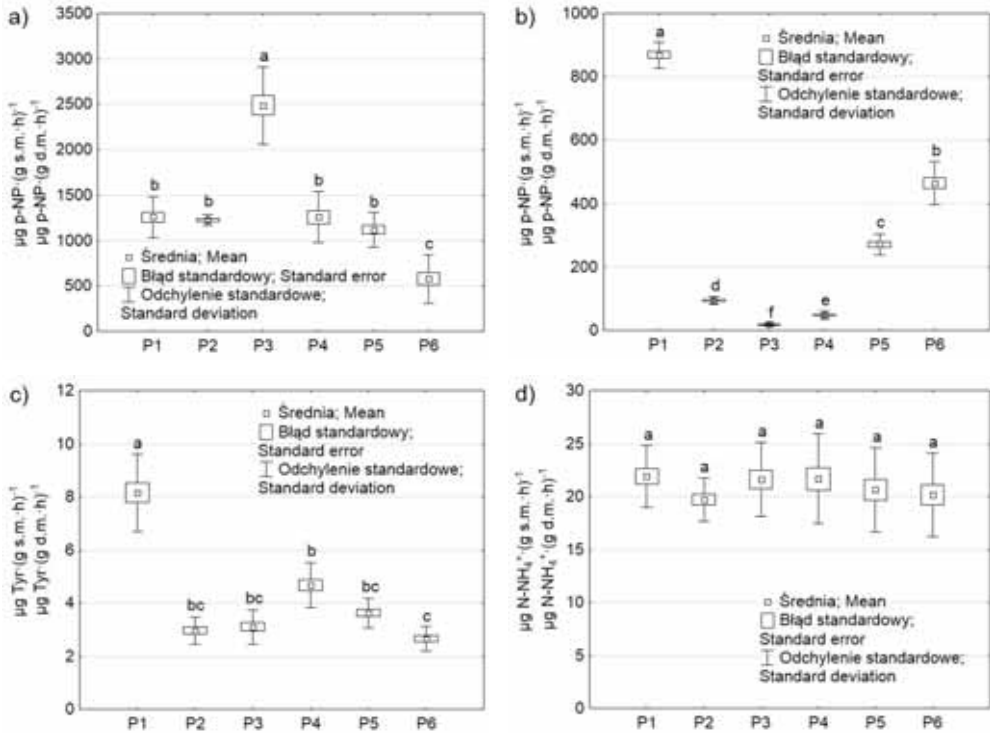 a)
µg p-NP·(g s.m.·h)⁻¹
µg p-NP·(g d.m.·h)⁻¹
3500
3000
2500
2000
1500
1000
500
0
b
b
a
b
b
c
Średnia; Mean
Błąd standardowy; Standard error
Odchylenie standardowe;
Standard deviation
P1 P2 P3 P4 P5 P6
b)
µg p-NP·(g s.m.·h)⁻¹
µg p-NP·(g d.m.·h)⁻¹
1000
800
600
400
200
0
a
d
f
e
c
b
Średnia; Mean
Błąd standardowy;
Standard error
Odchylenie standardowe;
Standard deviation
P1 P2 P3 P4 P5 P6
c)
µg Tyr·(g s.m.·h)⁻¹
µg Tyr·(g d.m.·h)⁻¹
12
10
8
6
4
2
0
a
bc
bc
b
bc
c
Średnia; Mean
Błąd standardowy;
Standard error
Odchylenie standardowe;
Standard deviation
P1 P2 P3 P4 P5 P6
d)
µg N-NH₄⁺·(g s.m.·h)⁻¹
µg N-NH₄⁺·(g d.m.·h)⁻¹
30
25
20
15
10
5
0
a
a
a
a
a
a
Średnia; Mean
Błąd standardowy;
Standard error
Odchylenie standardowe;
Standard deviation
P1 P2 P3 P4 P5 P6